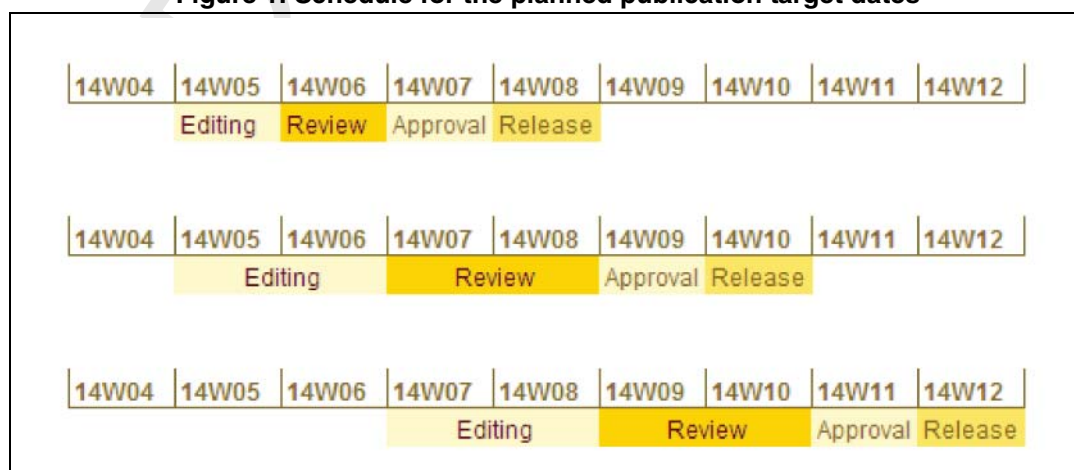 Figure 1. Schedule for the planned publication target dates
14W04 14W05 14W06 14W07 14W08 14W09 14W10 14W11 14W12
Editing Review Approval Release
14W04 14W05 14W06 14W07 14W08 14W09 14W10 14W11 14W12
Editing Review Approval Release
14W04 14W05 14W06 14W07 14W08 14W09 14W10 14W11 14W12
Editing Review Approval Release